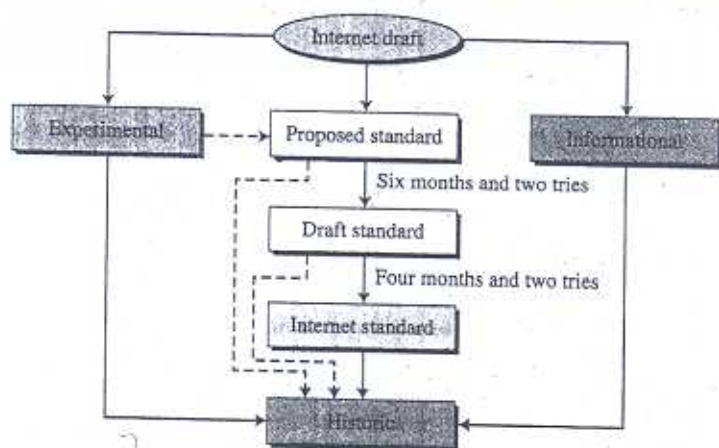 Internet draft
Experimental
Proposed standard
Informational
Six months and two tries
Draft standard
Four months and two tries
Internet standard
Historic